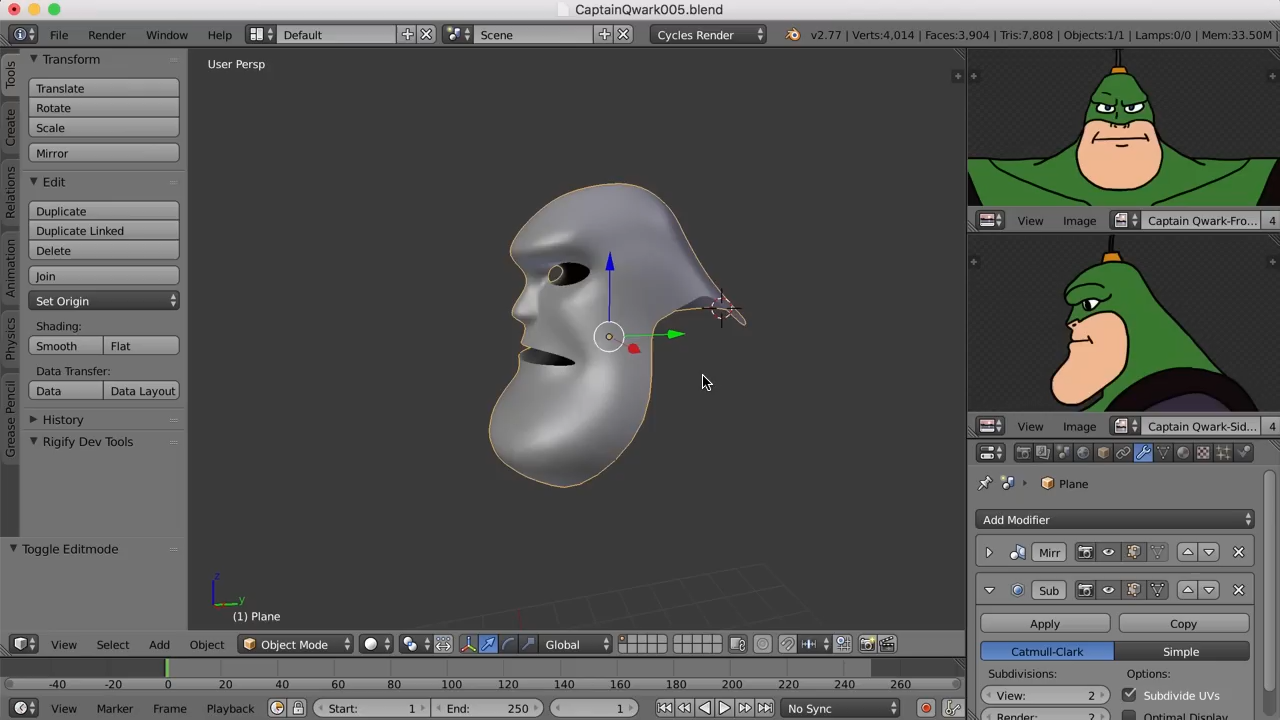 CaptainQwark005.blend
File Render Window Help Default Scene Cycles Render v2.77 | Verts:4,014 | Faces:3,904 | Tris:7,808 | Objects:1/1 | Lamps:0/0 | Mem:33.50M
Tools
Create
Relations
Animation
Physics
Grease Pencil
Transform
Translate
Rotate
Scale
Mirror
Edit
Duplicate
Duplicate Linked
Delete
Join
Set Origin
Shading:
Smooth Flat
Data Transfer:
Data Data Layout
History
Rigify Dev Tools
Toggle Editmode
User Persp
z
y
(1) Plane
View Image Captain Qwark-Fro... 4
View Image Captain Qwark-Sid... 4
Plane
Add Modifier
Mirr
Sub
Apply Copy
Catmull-Clark Simple
Subdivisions: Options:
View: 2 Subdivide UVs
Render: 2 Optimal Display
View Select Add Object Object Mode Global
-40 -20 0 20 40 60 80 100 120 140 160 180 200 220 240 260
View Marker Frame Playback Start: 1 End: 250 1 No Sync